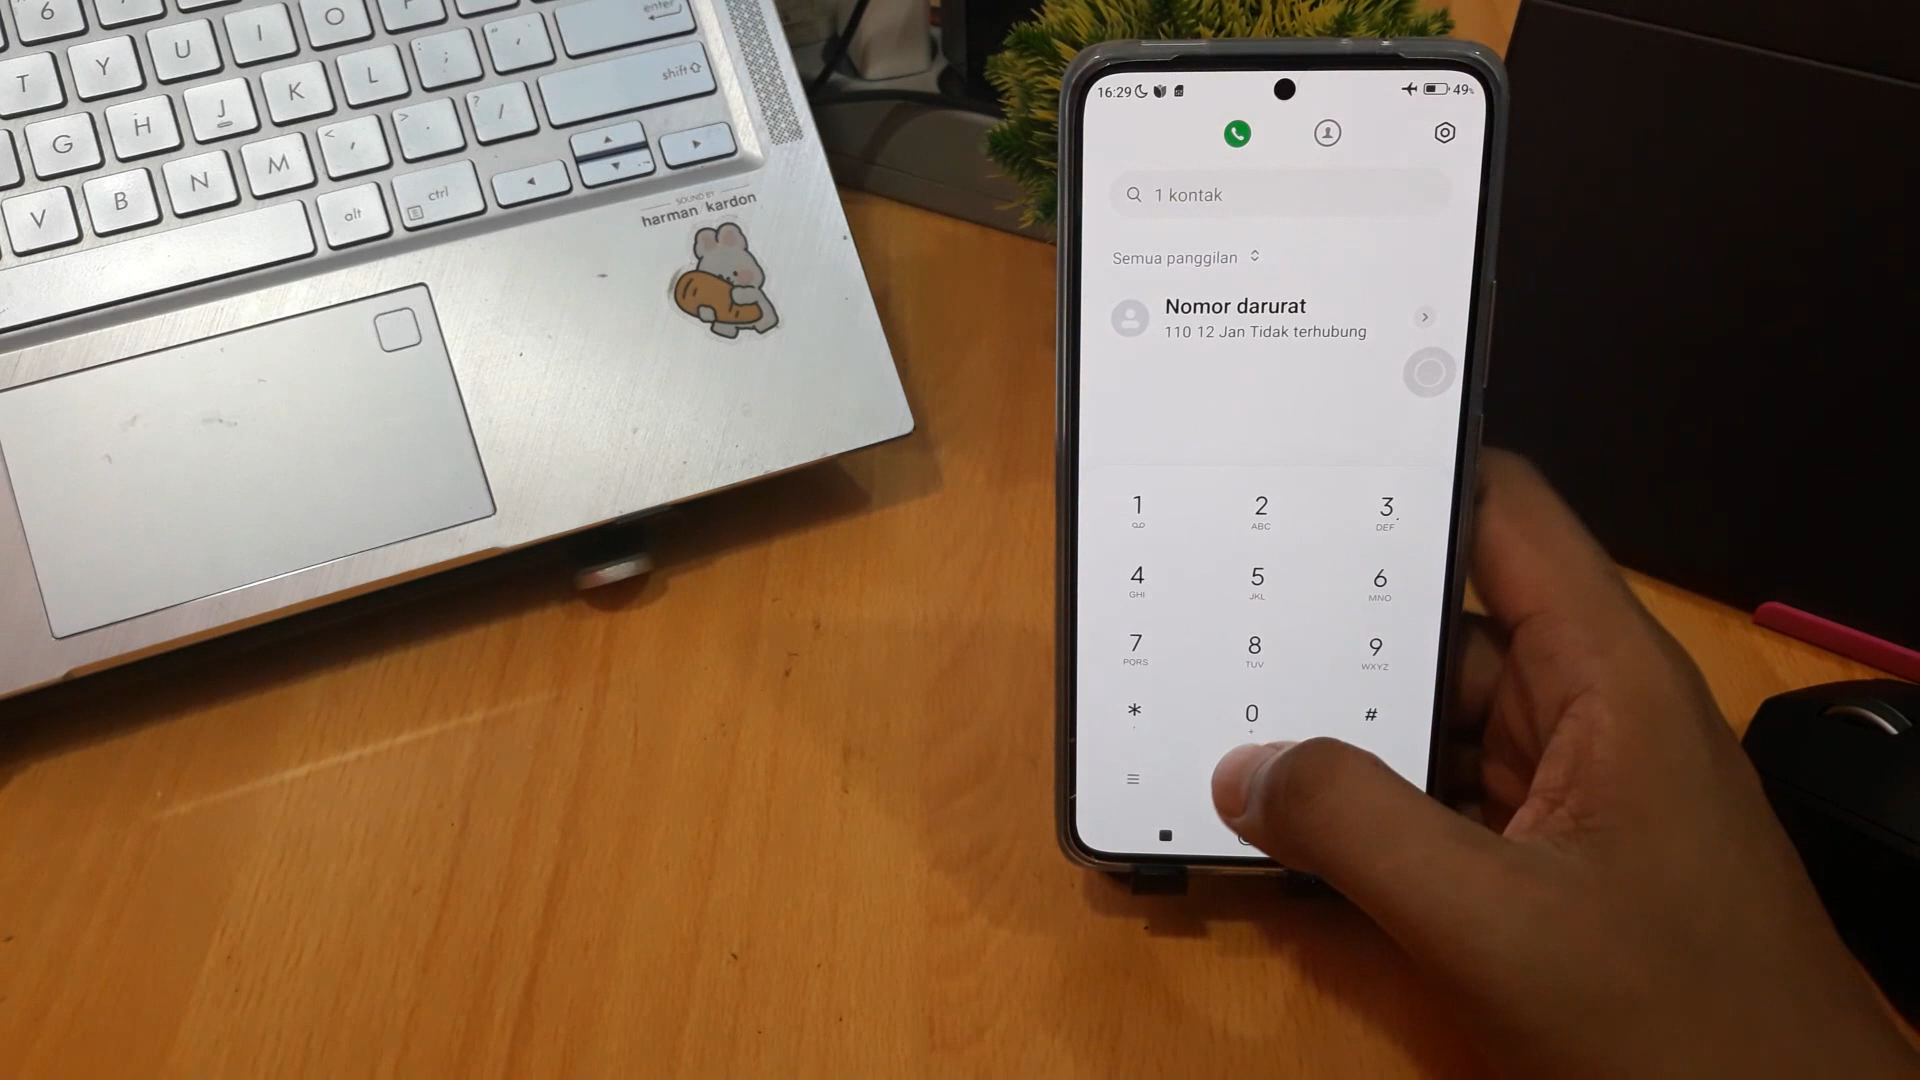 6
T Y U I O P
enter
G H J K L ; " '
shift
V B N M < , > . ? /
alt ctrl
SOUND BY
harman/kardon
16:29 49%
1 kontak
Semua panggilan
Nomor darurat
110 12 Jan Tidak terhubung
1 2 3
ABC DEF
4 5 6
GHI JKL MNO
7 8 9
PQRS TUV WXYZ
* 0 #
, +